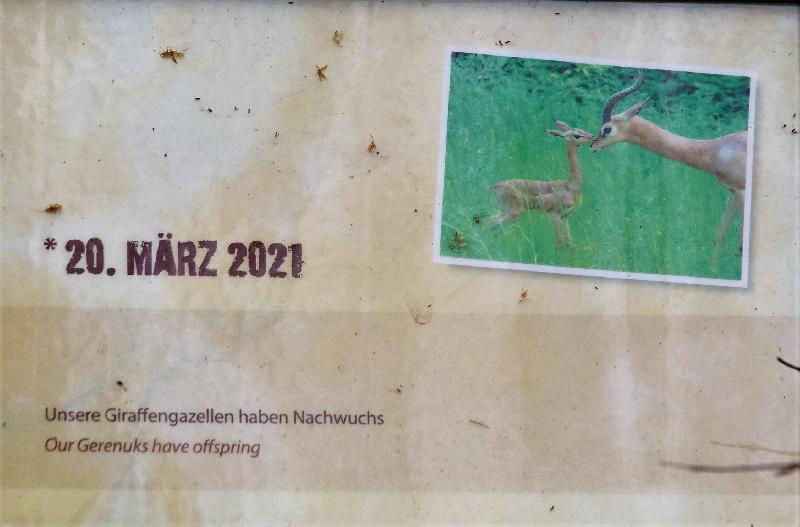 * 20. MÄRZ 2021
Unsere Giraffengazellen haben Nachwuchs
Our Gerenuks have offspring